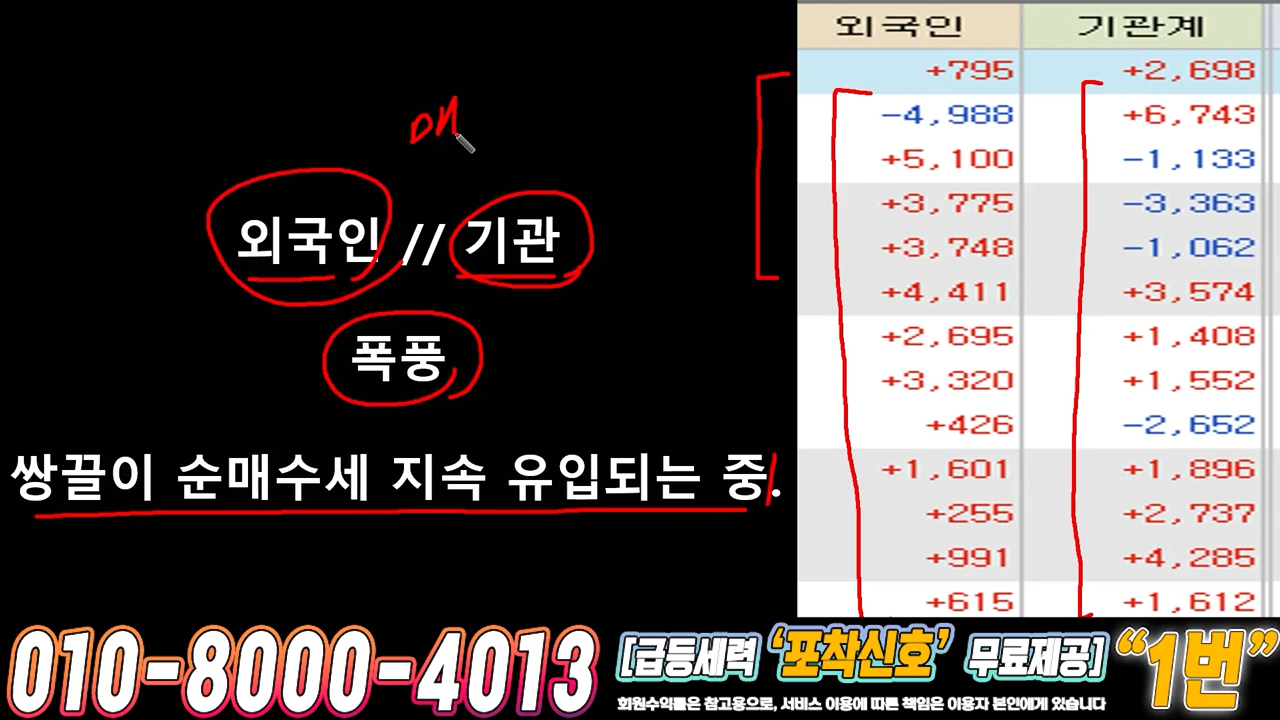 외국인 기관계
+795 +2,698
-4,988 +6,743
+5,100 -1,133
+3,775 -3,363
+3,748 -1,062
+4,411 +3,574
+2,695 +1,408
+3,320 +1,552
+426 -2,652
+1,601 +1,896
+255 +2,737
+991 +4,285
+615 +1,612
외국인 // 기관
폭풍
쌍끌이 순매수세 지속 유입되는 중.
010-8000-4013
[급등세력 '포착신호' 무료제공] "1번"
회원수익률은 참고용으로, 서비스 이용에 따른 책임은 이용자 본인에게 있습니다